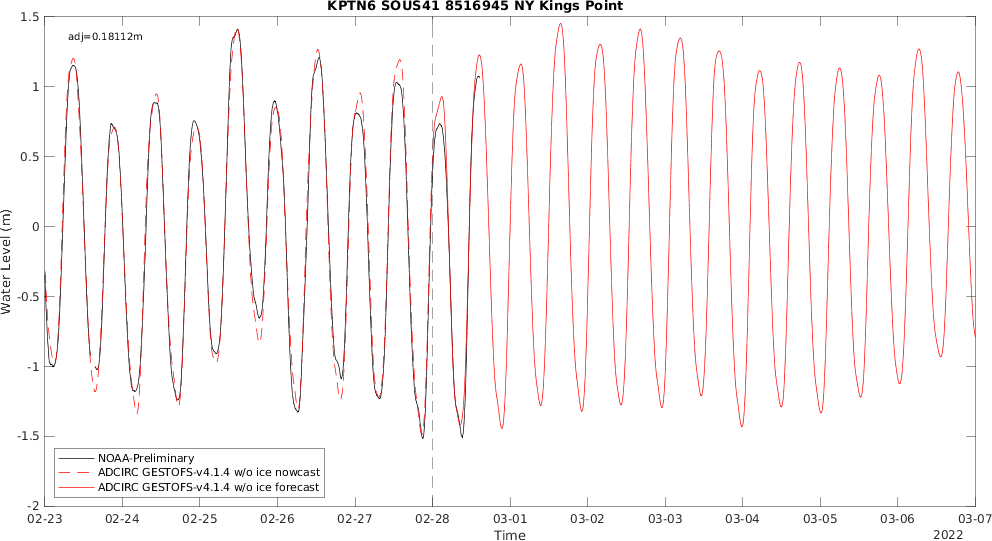 KPTN6 SOUS41 8516945 NY Kings Point
adj=0.18112m
1.5
1
0.5
0
-0.5
-1
-1.5
-2
Water Level (m)
NOAA-Preliminary
ADCIRC GESTOFS-v4.1.4 w/o ice nowcast
ADCIRC GESTOFS-v4.1.4 w/o ice forecast
02-23 02-24 02-25 02-26 02-27 02-28 03-01 03-02 03-03 03-04 03-05 03-06 03-07
Time
2022